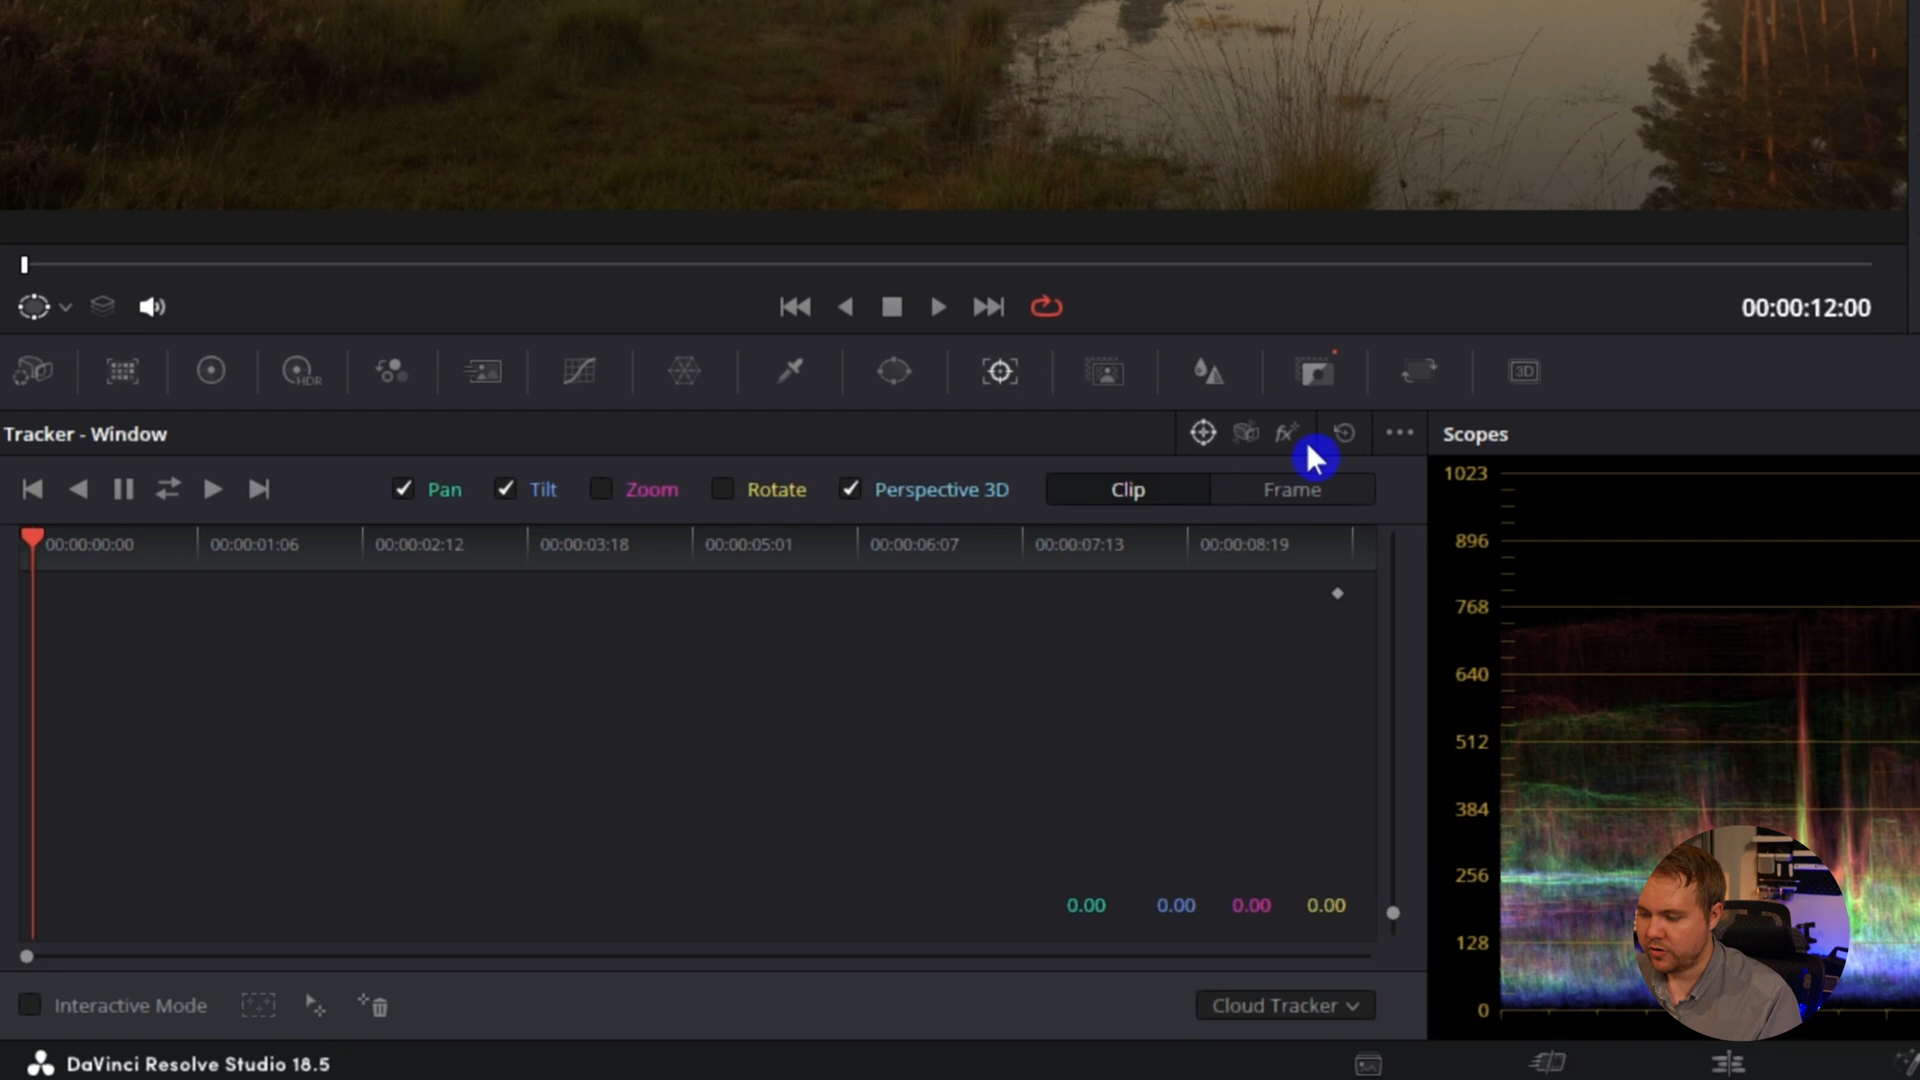 00:00:12:00
HDR
3D
Tracker - Window
fx
Scopes
Pan
Tilt
Zoom
Rotate
Perspective 3D
Clip
Frame
00:00:00:00
00:00:01:06
00:00:02:12
00:00:03:18
00:00:05:01
00:00:06:07
00:00:07:13
00:00:08:19
1023
896
768
640
512
384
256
128
0
0.00
0.00
0.00
0.00
Interactive Mode
Cloud Tracker
DaVinci Resolve Studio 18.5